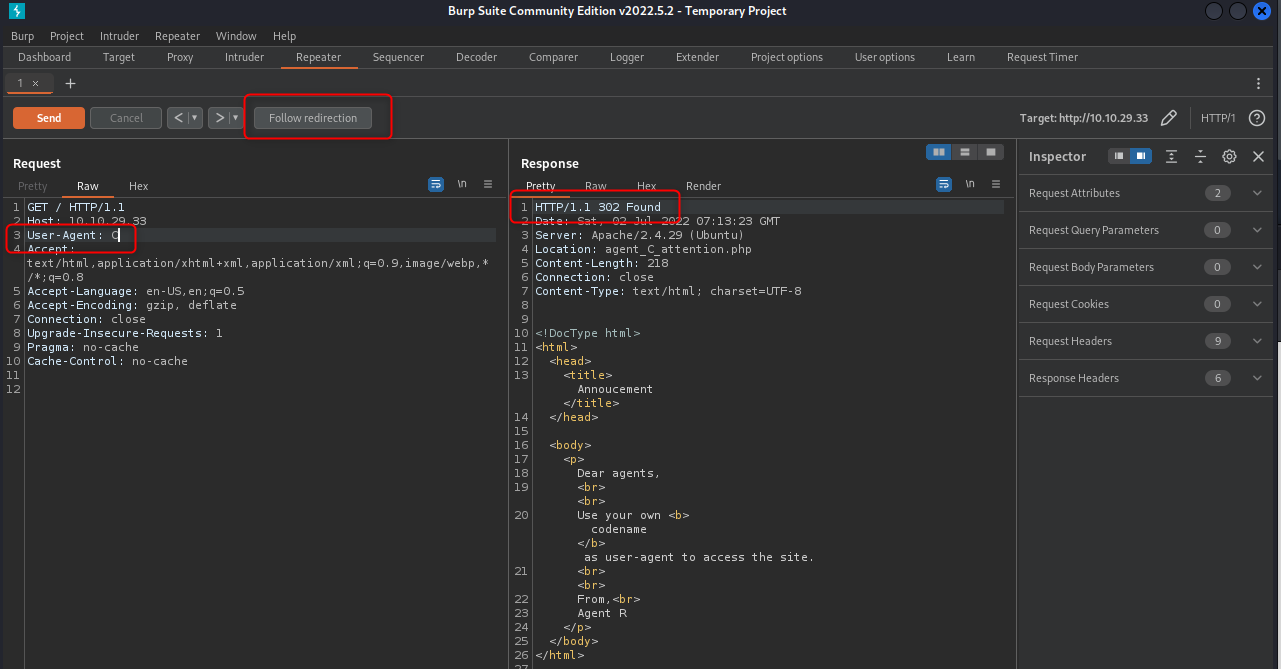 Burp Suite Community Edition v2022.5.2 - Temporary Project
Burp Project Intruder Repeater Window Help
Dashboard Target Proxy Intruder Repeater Sequencer Decoder Comparer Logger Extender Project options User options Learn Request Timer
1 × +
Send Cancel < > Follow redirection Target: http://10.10.29.33 HTTP/1 ?
Request
Pretty Raw Hex \n
1 GET / HTTP/1.1
2 Host: 10.10.29.33
3 User-Agent: C
4 Accept:
text/html,application/xhtml+xml,application/xml;q=0.9,image/webp,*
/*;q=0.8
5 Accept-Language: en-US,en;q=0.5
6 Accept-Encoding: gzip, deflate
7 Connection: close
8 Upgrade-Insecure-Requests: 1
9 Pragma: no-cache
10 Cache-Control: no-cache
11
12
Response
Pretty Raw Hex Render \n
1 HTTP/1.1 302 Found
2 Date: Sat, 02 Jul 2022 07:13:23 GMT
3 Server: Apache/2.4.29 (Ubuntu)
4 Location: agent_C_attention.php
5 Content-Length: 218
6 Connection: close
7 Content-Type: text/html; charset=UTF-8
8
9
10 <!DocType html>
11 <html>
12 <head>
13 <title>
Annoucement
</title>
14 </head>
15
16 <body>
17 <p>
18 Dear agents,
19 <br>
<br>
20 Use your own <b>
codename
</b>
as user-agent to access the site.
21 <br>
<br>
22 From,<br>
23 Agent R
24 </p>
25 </body>
26 </html>
27
Inspector
Request Attributes 2
Request Query Parameters 0
Request Body Parameters 0
Request Cookies 0
Request Headers 9
Response Headers 6